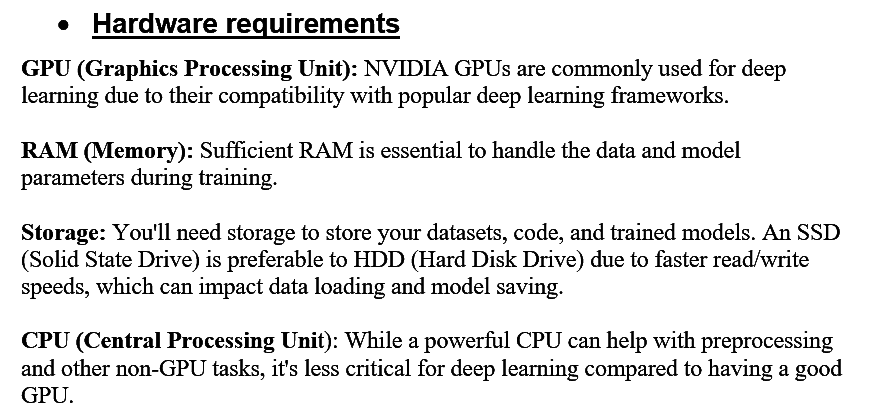 • Hardware requirements
GPU (Graphics Processing Unit): NVIDIA GPUs are commonly used for deep
learning due to their compatibility with popular deep learning frameworks.
RAM (Memory): Sufficient RAM is essential to handle the data and model
parameters during training.
Storage: You'll need storage to store your datasets, code, and trained models. An SSD
(Solid State Drive) is preferable to HDD (Hard Disk Drive) due to faster read/write
speeds, which can impact data loading and model saving.
CPU (Central Processing Unit): While a powerful CPU can help with preprocessing
and other non-GPU tasks, it's less critical for deep learning compared to having a good
GPU.